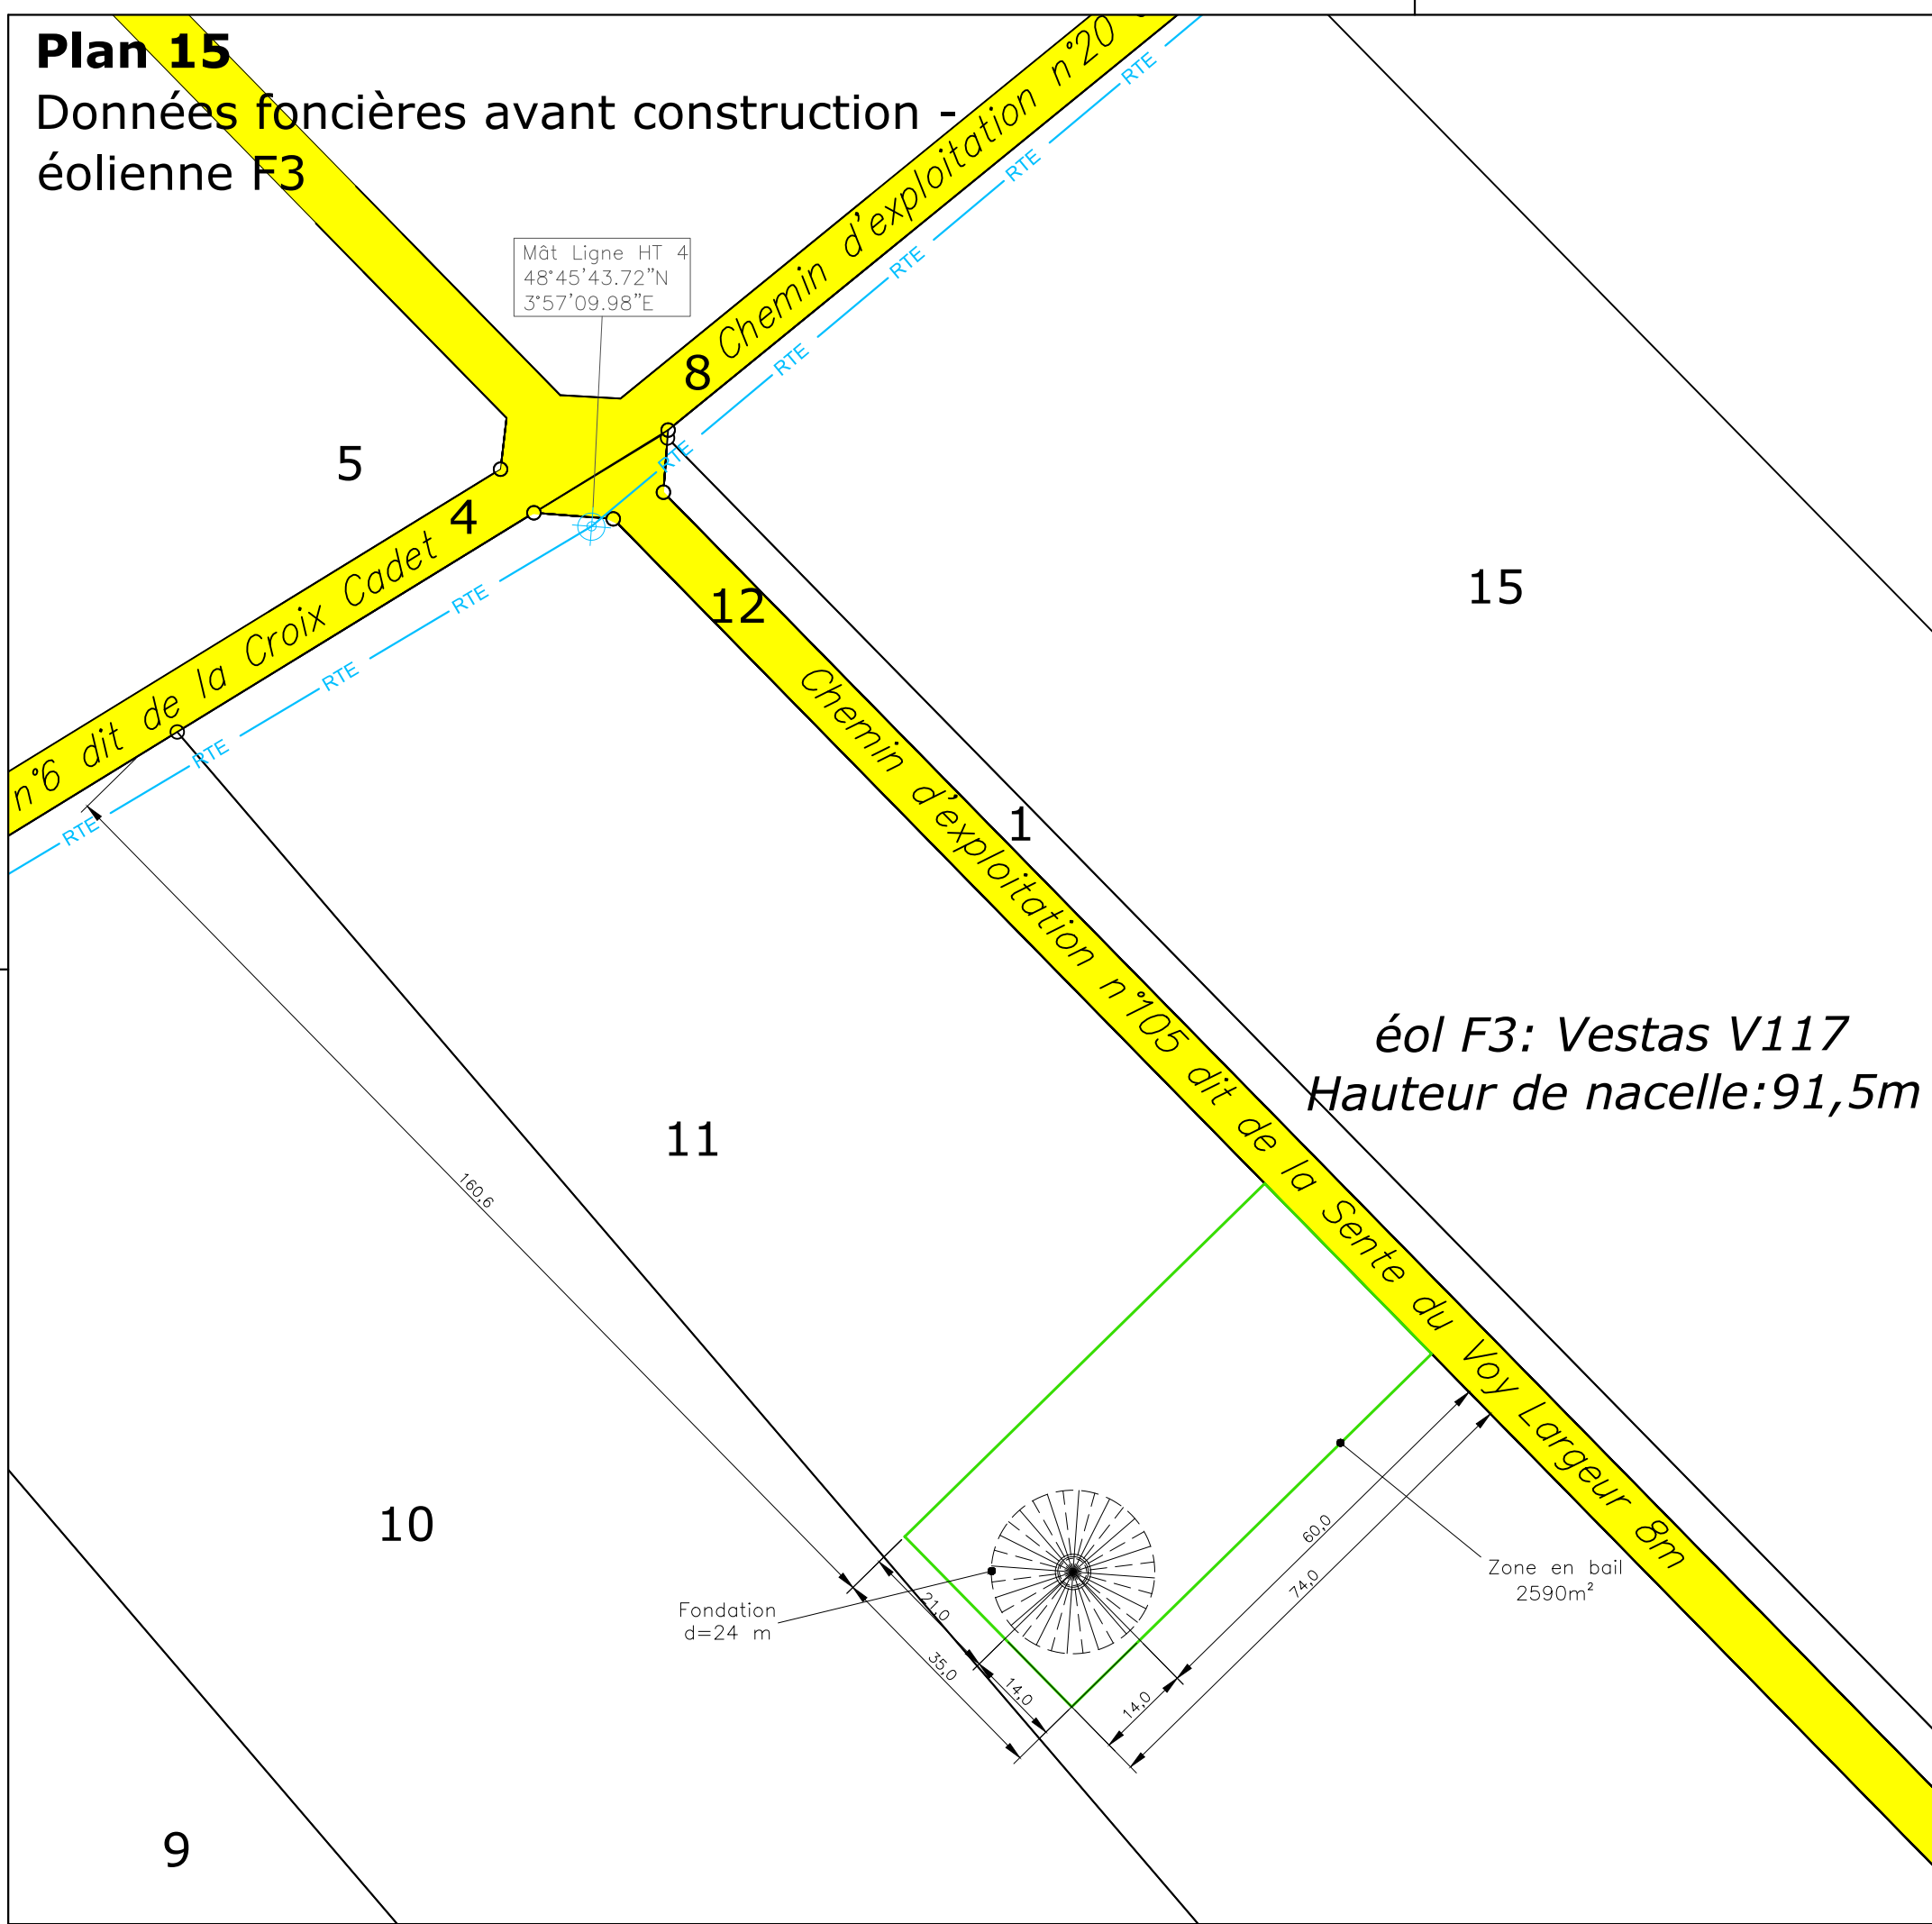 Plan 15
Données foncières avant construction -
éolienne F3
Chemin d'exploitation n°20
RTE
RTE
RTE
RTE
RTE
Mât Ligne HT 4
48°45'43.72"N
3°57'09.98"E
8
5
4
12
15
n°6 dit de la Croix Cadet
RTE
RTE
RTE
RTE
1
Chemin d'exploitation n°105 dit de la Sente du Voy Largeur 8m
éol F3: Vestas V117
Hauteur de nacelle:91,5m
11
160,6
10
60,0
74,0
Zone en bail
2590m²
Fondation
d=24 m
21,0
35,0
14,0
14,0
9